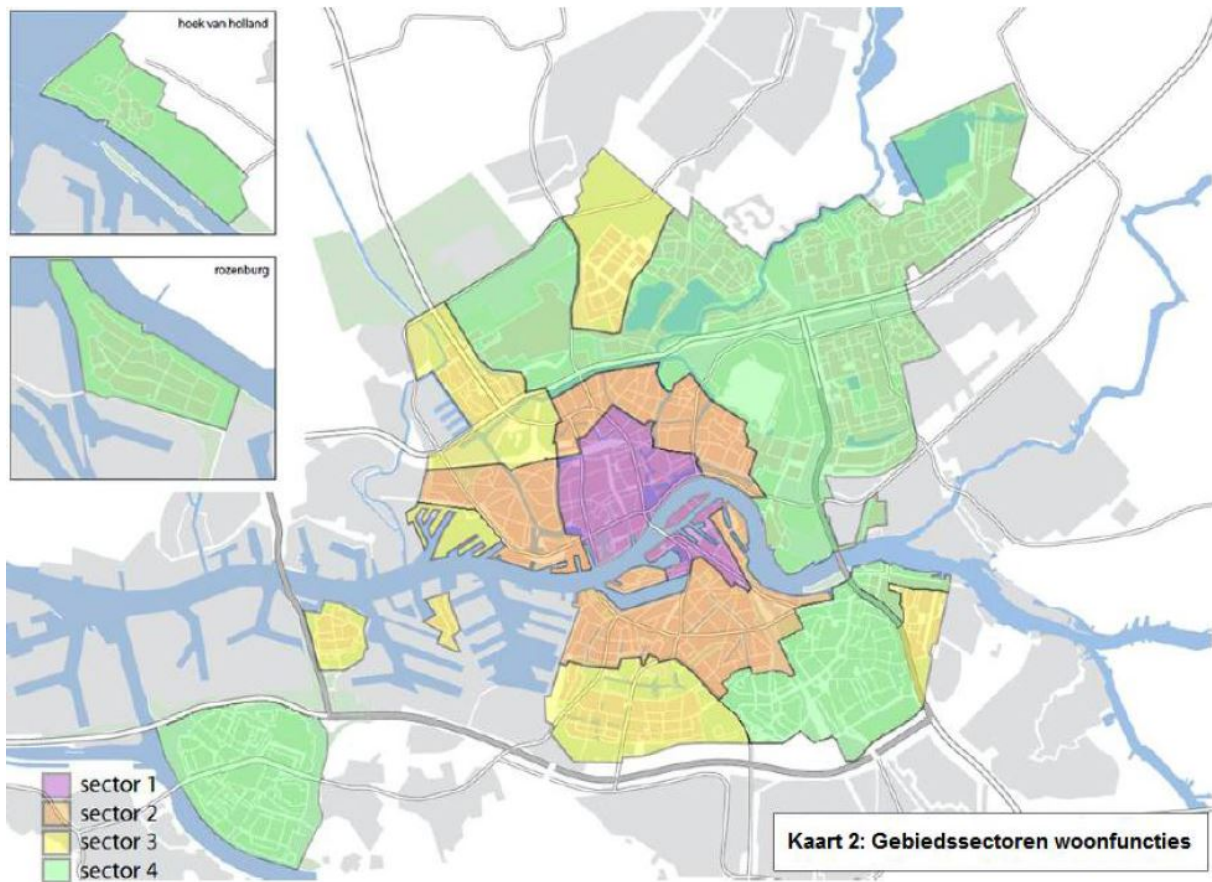 hoek van holland
rozenburg
sector 1
sector 2
sector 3
sector 4
Kaart 2: Gebiedssectoren woonfuncties